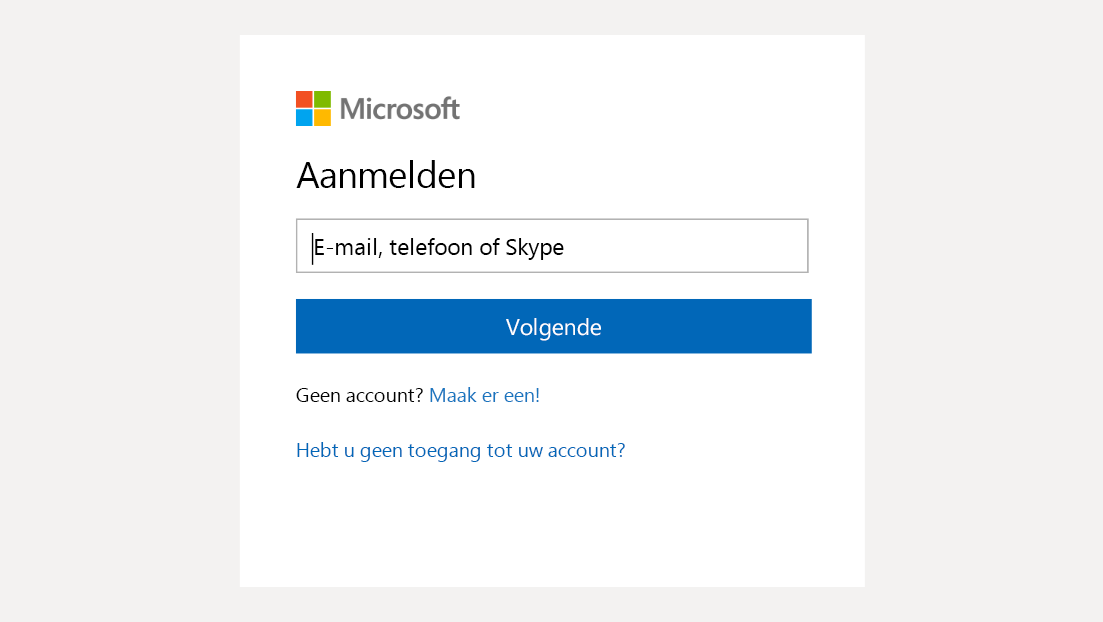 Microsoft
Aanmelden
E-mail, telefoon of Skype
Volgende
Geen account? Maak er een!
Hebt u geen toegang tot uw account?